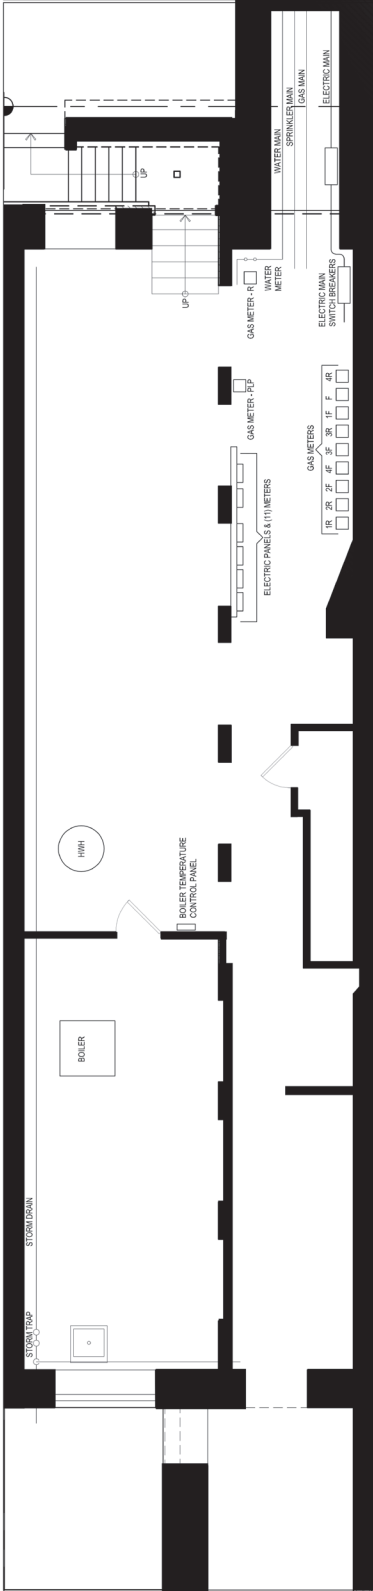 WATER MAIN
SPRINKLER MAIN
GAS MAIN
ELECTRIC MAIN
UP
UP
GAS METER - R
WATER
METER
ELECTRIC MAIN
SWITCH BREAKERS
GAS METER - PLP
GAS METERS
1R
2R
2F
4F
3F
3R
1F
F
4R
ELECTRIC PANELS & (11) METERS
HWH
BOILER TEMPERATURE
CONTROL PANEL
BOILER
STORM DRAIN
STORM TRAP